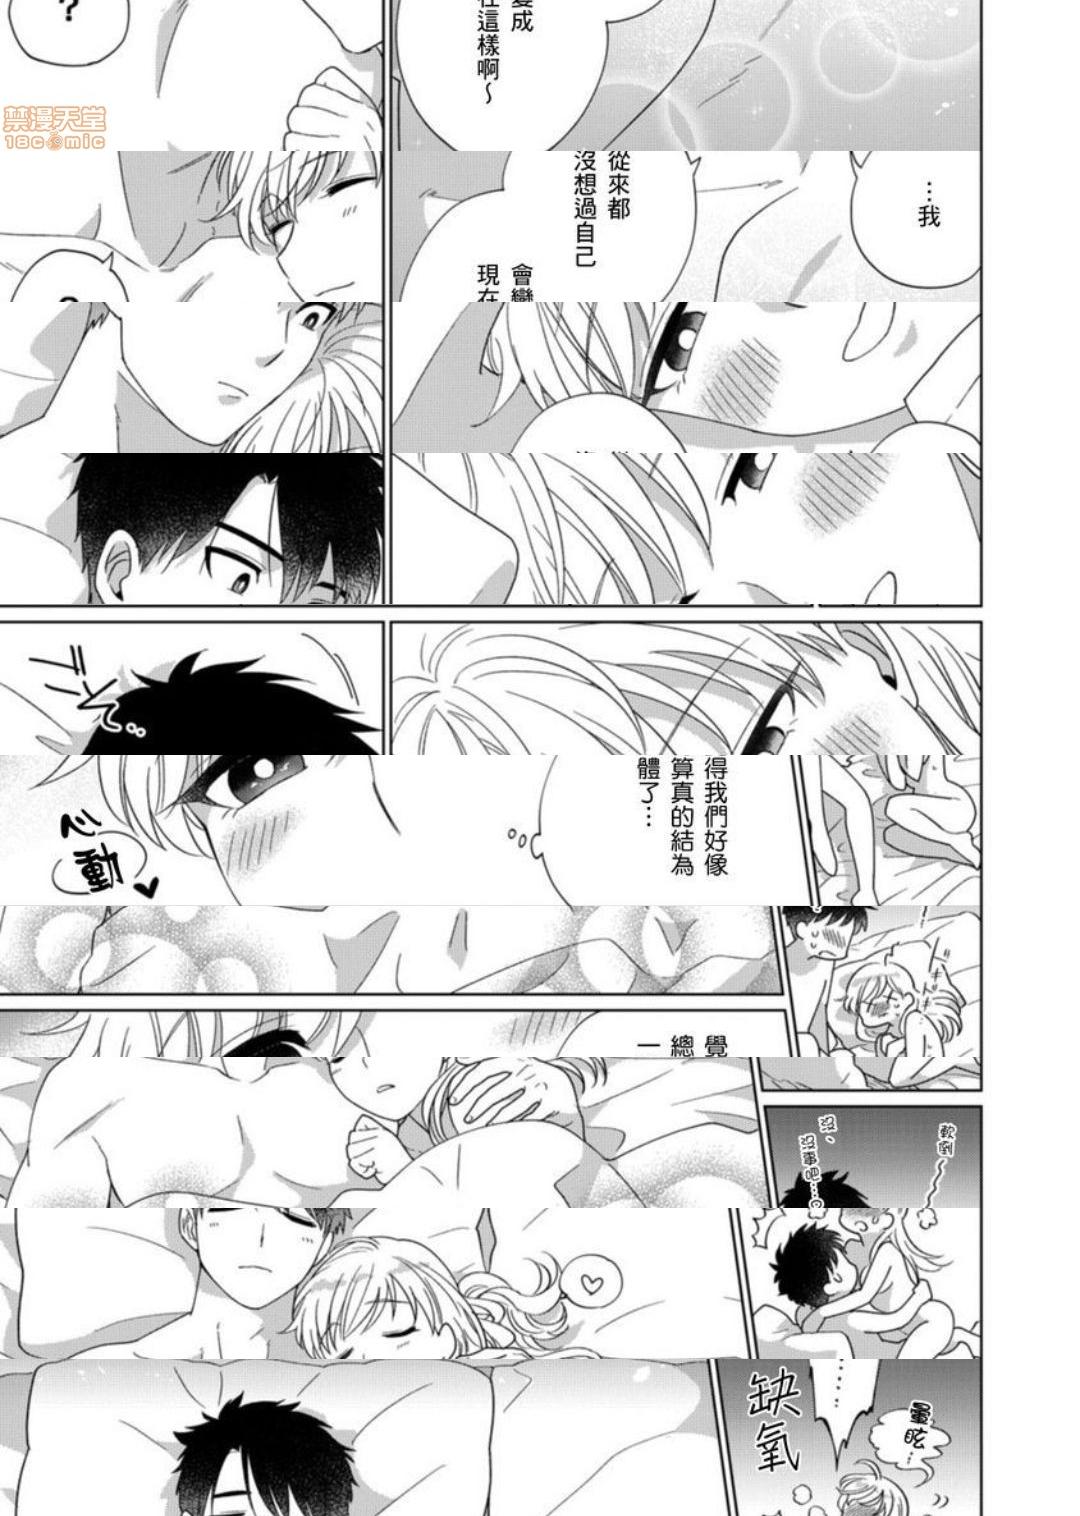 ?
變成
在這樣啊～
禁漫天堂
18comic
…我
從來都
沒想過自己
會變
現在
得我們好像
算真的結為
一體了…
心動
覺
總
一
軟倒～
沒、
沒事吧…?
缺氧
……
暈眩…